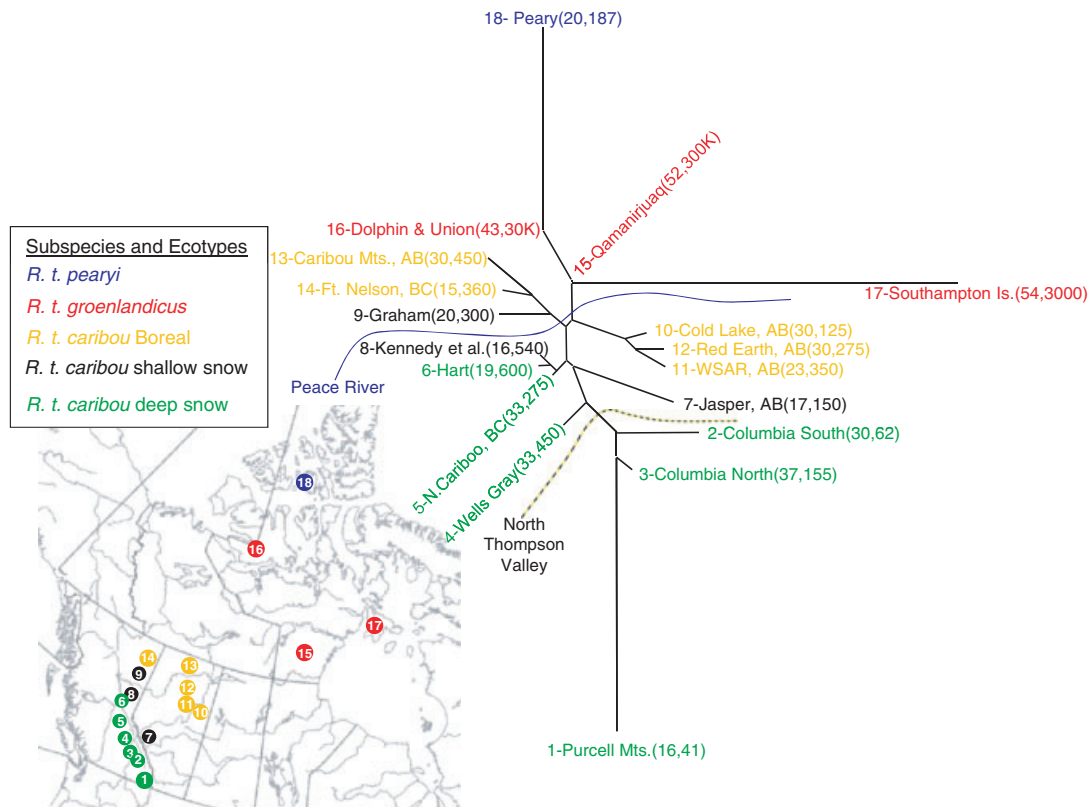 18- Peary(20,187)
15-Qamanirjuaq(52,300K)
16-Dolphin & Union(43,30K)
13-Caribou Mts., AB(30,450)
14-Ft. Nelson, BC(15,360)
17-Southampton Is.(54,3000)
9-Graham(20,300)
10-Cold Lake, AB(30,125)
12-Red Earth, AB(30,275)
11-WSAR, AB(23,350)
8-Kennedy et al.(16,540)
6-Hart(19,600)
Peace River
7-Jasper, AB(17,150)
5-N.Cariboo, BC(33,275)
4-Wells Gray(33,450)
2-Columbia South(30,62)
3-Columbia North(37,155)
North
Thompson
Valley
1-Purcell Mts.(16,41)
Subspecies and Ecotypes
R. t. pearyi
R. t. groenlandicus
R. t. caribou Boreal
R. t. caribou shallow snow
R. t. caribou deep snow
18
16
17
15
14
13
9
12
8
6
11
10
5
4
7
3
2
1